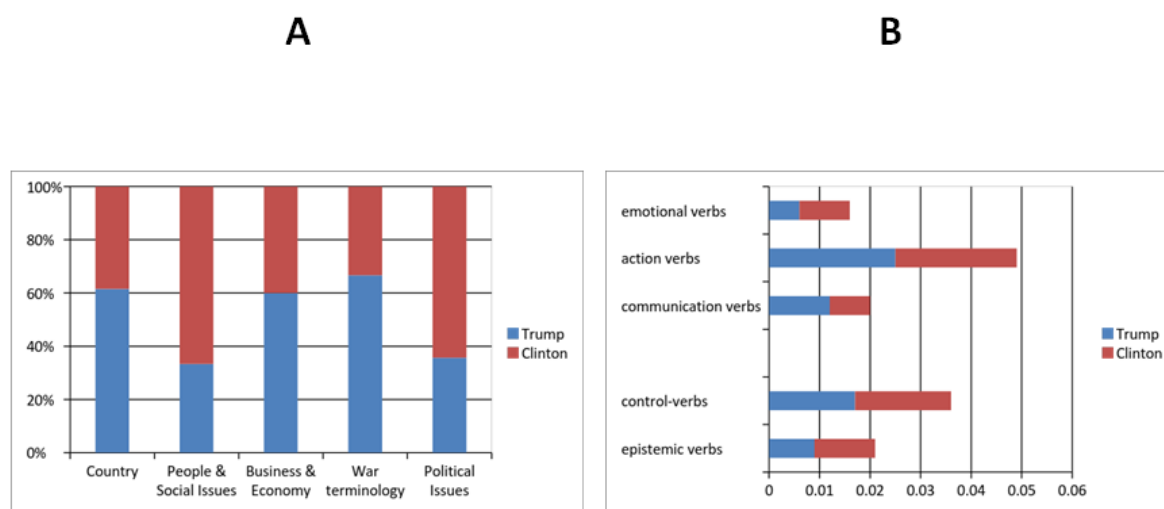 A
B
100%
80%
60%
40%
20%
0%
Country
People &
Social Issues
Business &
Economy
War
terminology
Political
Issues
Trump
Clinton
emotional verbs
action verbs
communication verbs
control-verbs
epistemic verbs
0 0.01 0.02 0.03 0.04 0.05 0.06
Trump
Clinton